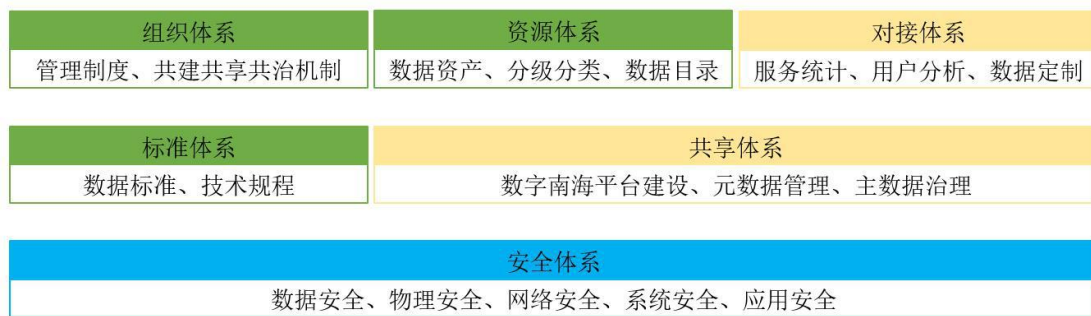 组织体系
管理制度、共建共享共治机制
资源体系
数据资产、分级分类、数据目录
对接体系
服务统计、用户分析、数据定制
标准体系
数据标准、技术规程
共享体系
数字南海平台建设、元数据管理、主数据治理
安全体系
数据安全、物理安全、网络安全、系统安全、应用安全